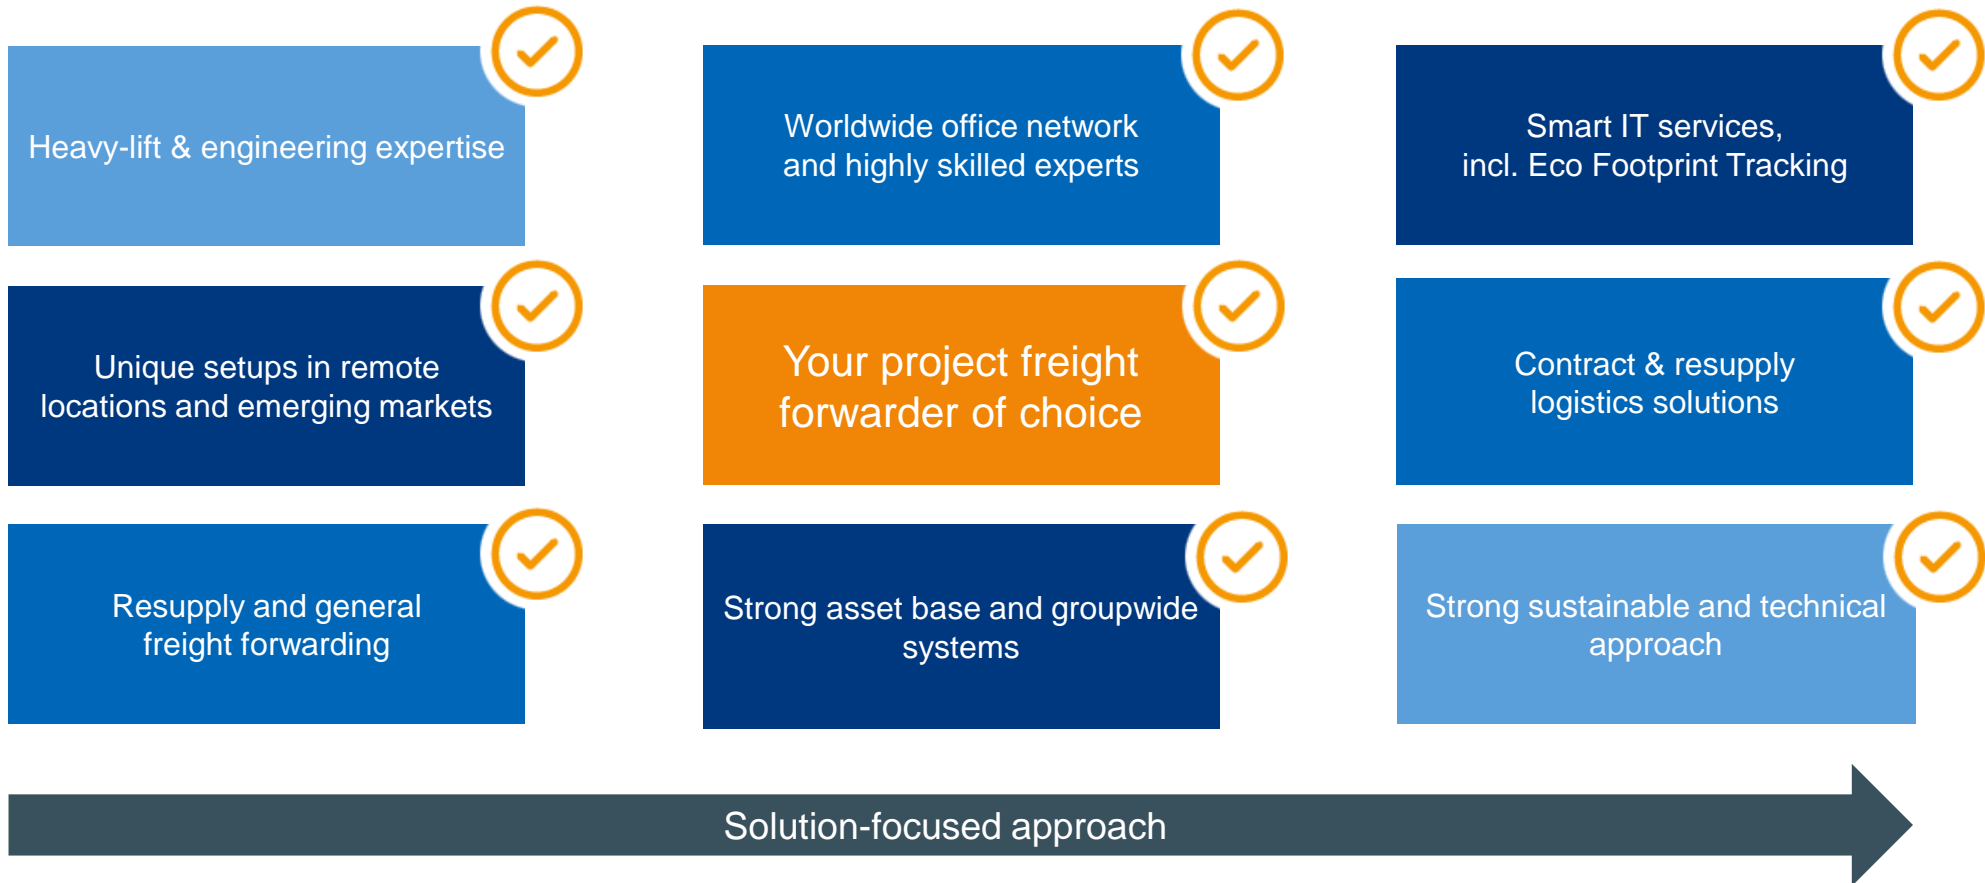 Heavy-lift & engineering expertise
Worldwide office network
and highly skilled experts
Smart IT services,
incl. Eco Footprint Tracking
Unique setups in remote
locations and emerging markets
Your project freight
forwarder of choice
Contract & resupply
logistics solutions
Resupply and general
freight forwarding
Strong asset base and groupwide
systems
Strong sustainable and technical
approach
Solution-focused approach